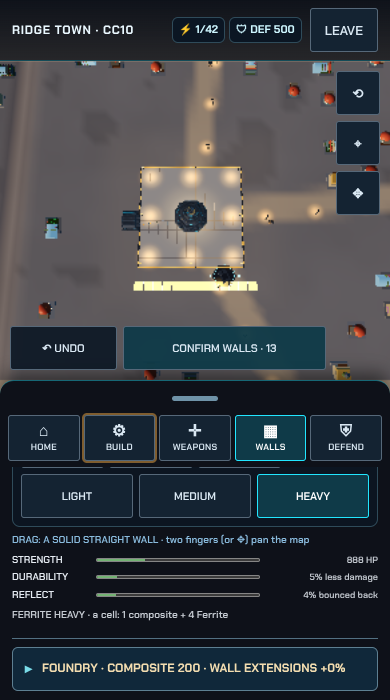 RIDGE TOWN · CC10
⚡ 1/42
DEF 500
LEAVE
↶ UNDO
CONFIRM WALLS · 13
HOME
BUILD
WEAPONS
WALLS
DEFEND
LIGHT
MEDIUM
HEAVY
DRAG: A SOLID STRAIGHT WALL · two fingers (or ✥) pan the map
STRENGTH 888 HP
DURABILITY 5% less damage
REFLECT 4% bounced back
FERRITE HEAVY · a cell: 1 composite + 4 Ferrite
▸ FOUNDRY · COMPOSITE 200 · WALL EXTENSIONS +0%